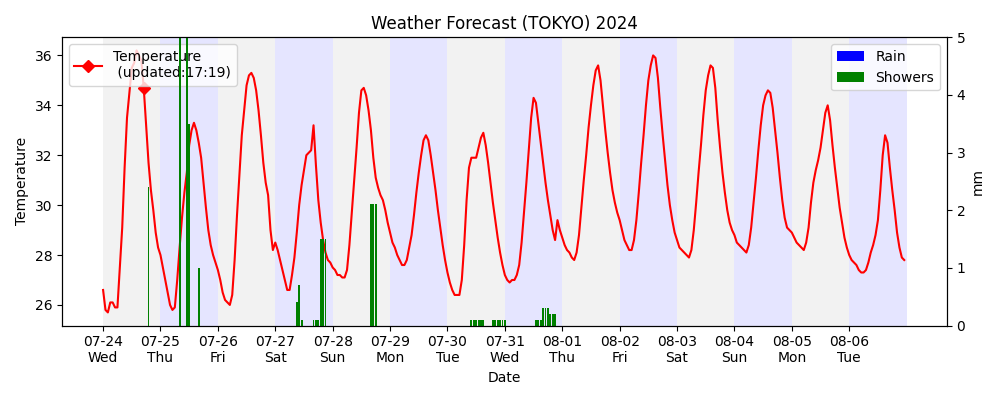 Weather Forecast (TOKYO) 2024
Temperature
(updated:17:19)
Rain
Showers
Temperature
36
34
32
30
28
26
5
4
3
2
1
0
mm
07-24 07-25 07-26 07-27 07-28 07-29 07-30 07-31 08-01 08-02 08-03 08-04 08-05 08-06
Wed Thu Fri Sat Sun Mon Tue Wed Thu Fri Sat Sun Mon Tue
Date